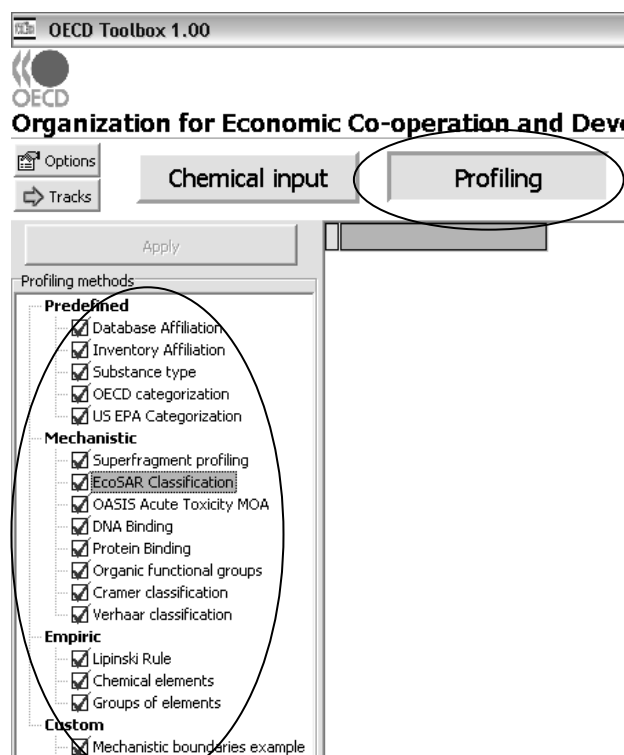 OECD Toolbox 1.00
OECD
Organization for Economic Co-operation and Deve
Options
Tracks
Chemical input
Profiling
Apply
Profiling methods
Predefined
Database Affiliation
Inventory Affiliation
Substance type
OECD categorization
US EPA Categorization
Mechanistic
Superfragment profiling
EcoSAR Classification
OASIS Acute Toxicity MOA
DNA Binding
Protein Binding
Organic functional groups
Cramer classification
Verhaar classification
Empiric
Lipinski Rule
Chemical elements
Groups of elements
Custom
Mechanistic boundaries example